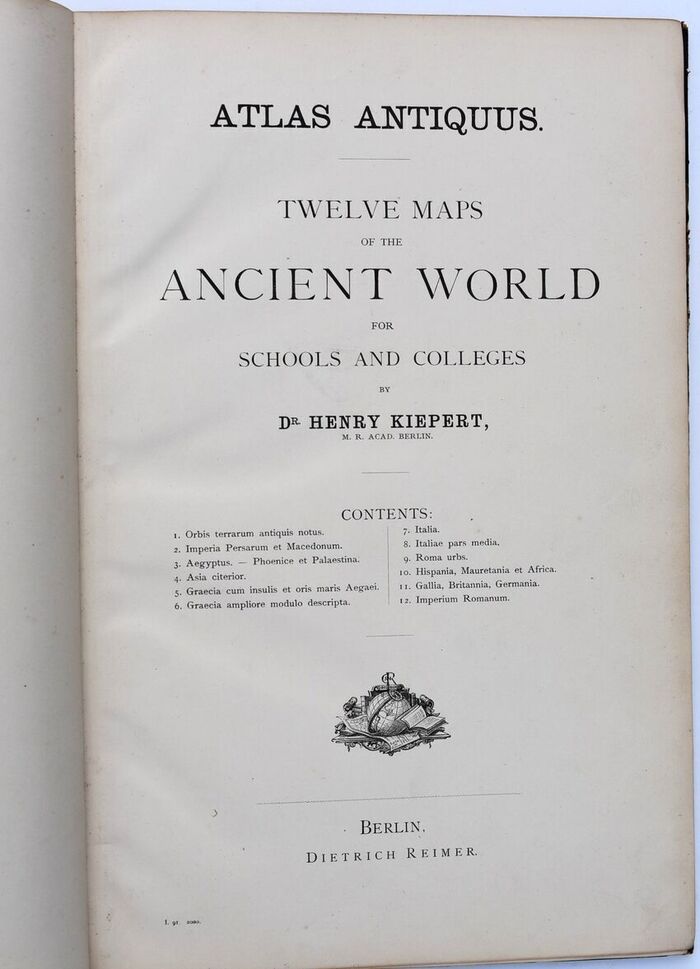 ATLAS ANTIQUUS.
TWELVE MAPS
OF THE
ANCIENT WORLD
FOR
SCHOOLS AND COLLEGES
BY
DR. HENRY KIEPERT,
M. R. ACAD. BERLIN.
CONTENTS:
1. Orbis terrarum antiquis notus.
2. Imperia Persarum et Macedonum.
3. Aegyptus. — Phoenice et Palaestina.
4. Asia citerior.
5. Graecia cum insulis et oris maris Aegaei.
6. Graecia ampliore modulo descripta.
7. Italia.
8. Italiae pars media.
9. Roma urbs.
10. Hispania, Mauretania et Africa.
11. Gallia, Britannia, Germania.
12. Imperium Romanum.
BERLIN.
DIETRICH REIMER.
I. 91. 2020.